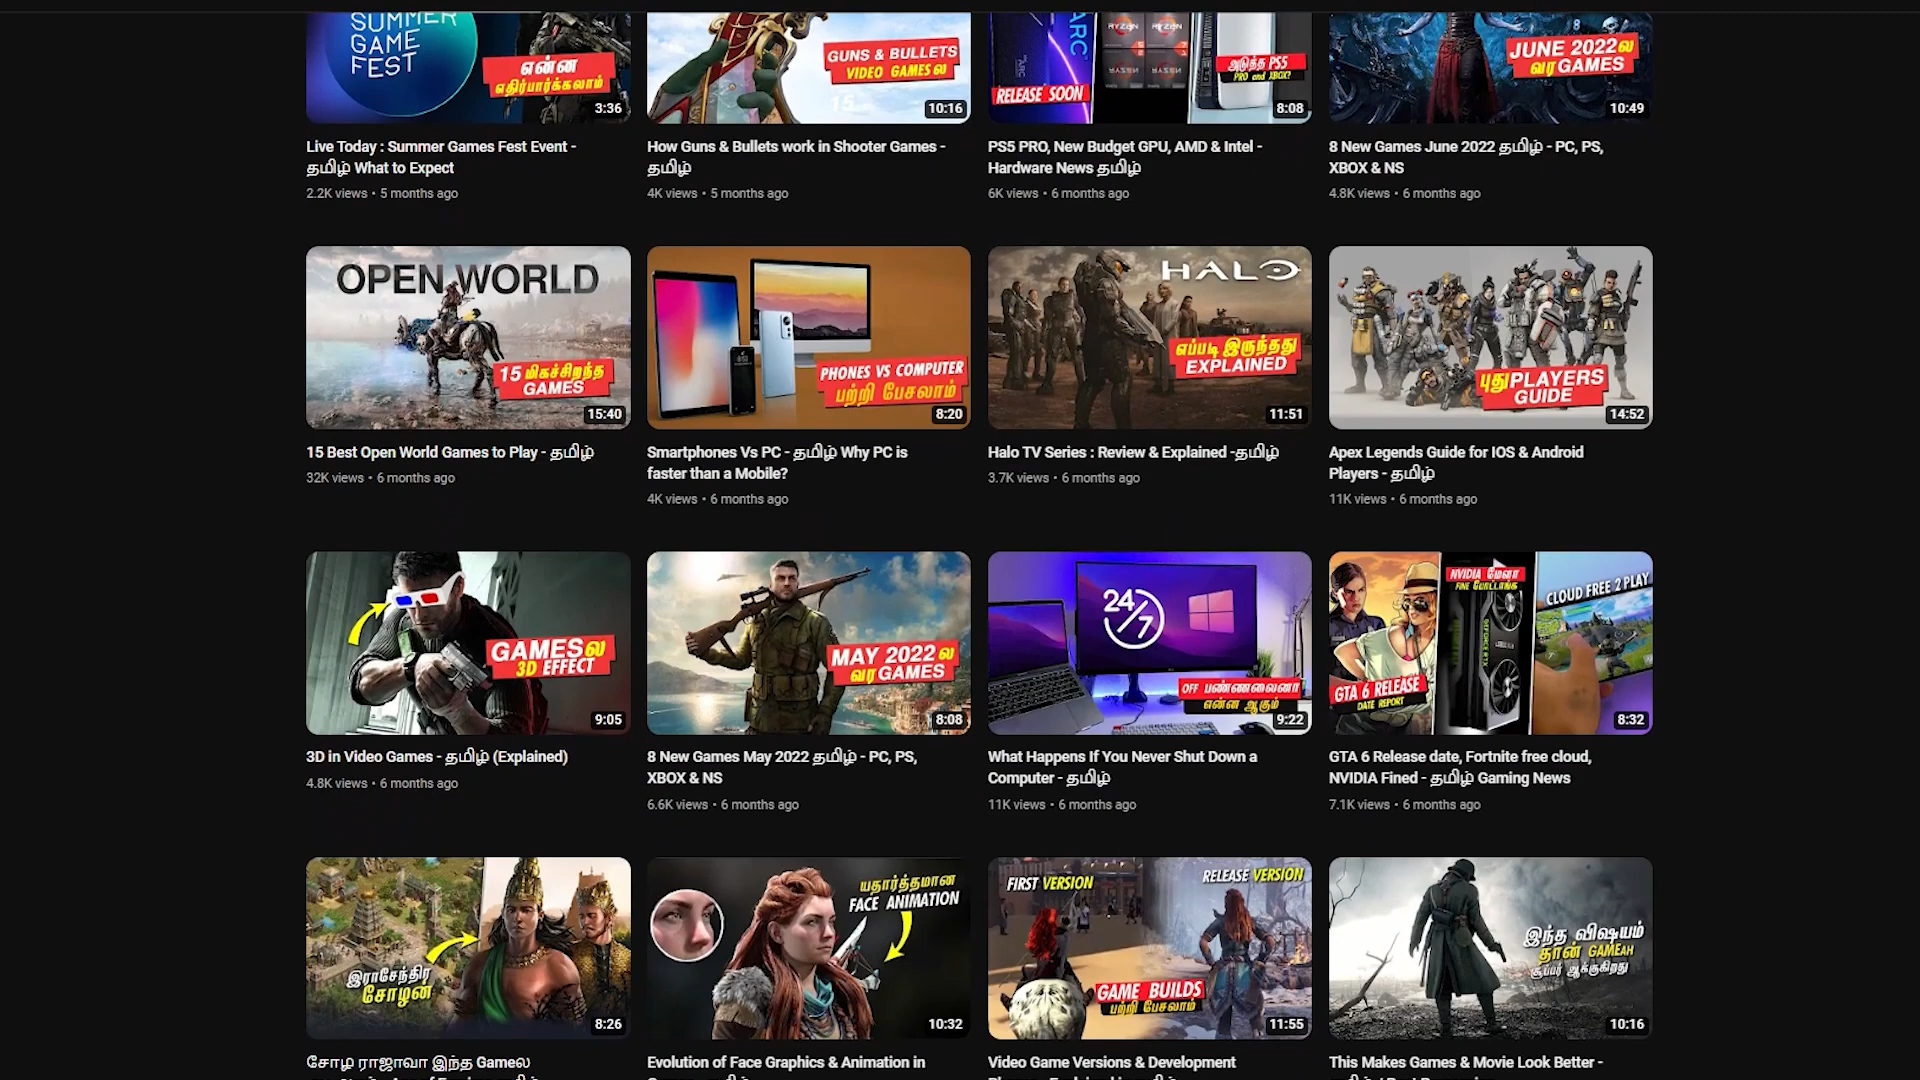 SUMMER
GAME
FEST
என்ன
எதிர்பார்க்கலாம்
3:36
GUNS & BULLETS
VIDEO GAMESல
10:16
ARC
RYZEN RYZEN
RELEASE SOON
அடுத்த PS5
PRO and XBOX?
8:08
JUNE 2022ல
வர GAMES
10:49
Live Today : Summer Games Fest Event -
தமிழ் What to Expect
2.2K views • 5 months ago
How Guns & Bullets work in Shooter Games -
தமிழ்
4K views • 5 months ago
PS5 PRO, New Budget GPU, AMD & Intel -
Hardware News தமிழ்
6K views • 6 months ago
8 New Games June 2022 தமிழ் - PC, PS,
XBOX & NS
4.8K views • 6 months ago
OPEN WORLD
15 மிகச்சிறந்த
GAMES
15:40
PHONES VS COMPUTER
பற்றி பேசலாம்
8:20
HALO
எப்படி இருந்தது
EXPLAINED
11:51
புது PLAYERS
GUIDE
14:52
15 Best Open World Games to Play - தமிழ்
32K views • 6 months ago
Smartphones Vs PC - தமிழ் Why PC is
faster than a Mobile?
4K views • 6 months ago
Halo TV Series : Review & Explained -தமிழ்
3.7K views • 6 months ago
Apex Legends Guide for IOS & Android
Players - தமிழ்
11K views • 6 months ago
GAMESல
3D EFFECT
9:05
MAY 2022ல
வர GAMES
8:08
24/7
OFF பண்ணலைனா
என்ன ஆகும்
9:22
NVIDIA மேலா
FINE போட்டாங்க
CLOUD FREE 2 PLAY
GTA 6 RELEASE
DATE REPORT
8:32
3D in Video Games - தமிழ் (Explained)
4.8K views • 6 months ago
8 New Games May 2022 தமிழ் - PC, PS,
XBOX & NS
6.6K views • 6 months ago
What Happens If You Never Shut Down a
Computer - தமிழ்
11K views • 6 months ago
GTA 6 Release date, Fortnite free cloud,
NVIDIA Fined - தமிழ் Gaming News
7.1K views • 6 months ago
இராசேந்திர
சோழன்
8:26
யதார்த்தமான
FACE ANIMATION
10:32
FIRST VERSION
RELEASE VERSION
GAME BUILDS
பற்றி பேசலாம்
11:55
இந்த விஷயம்
தான் GAMEAH
சூப்பர் ஆக்குகிறது
10:16
சோழ ராஜாவா இந்த Gameல
Evolution of Face Graphics & Animation in
Video Game Versions & Development
This Makes Games & Movie Look Better -